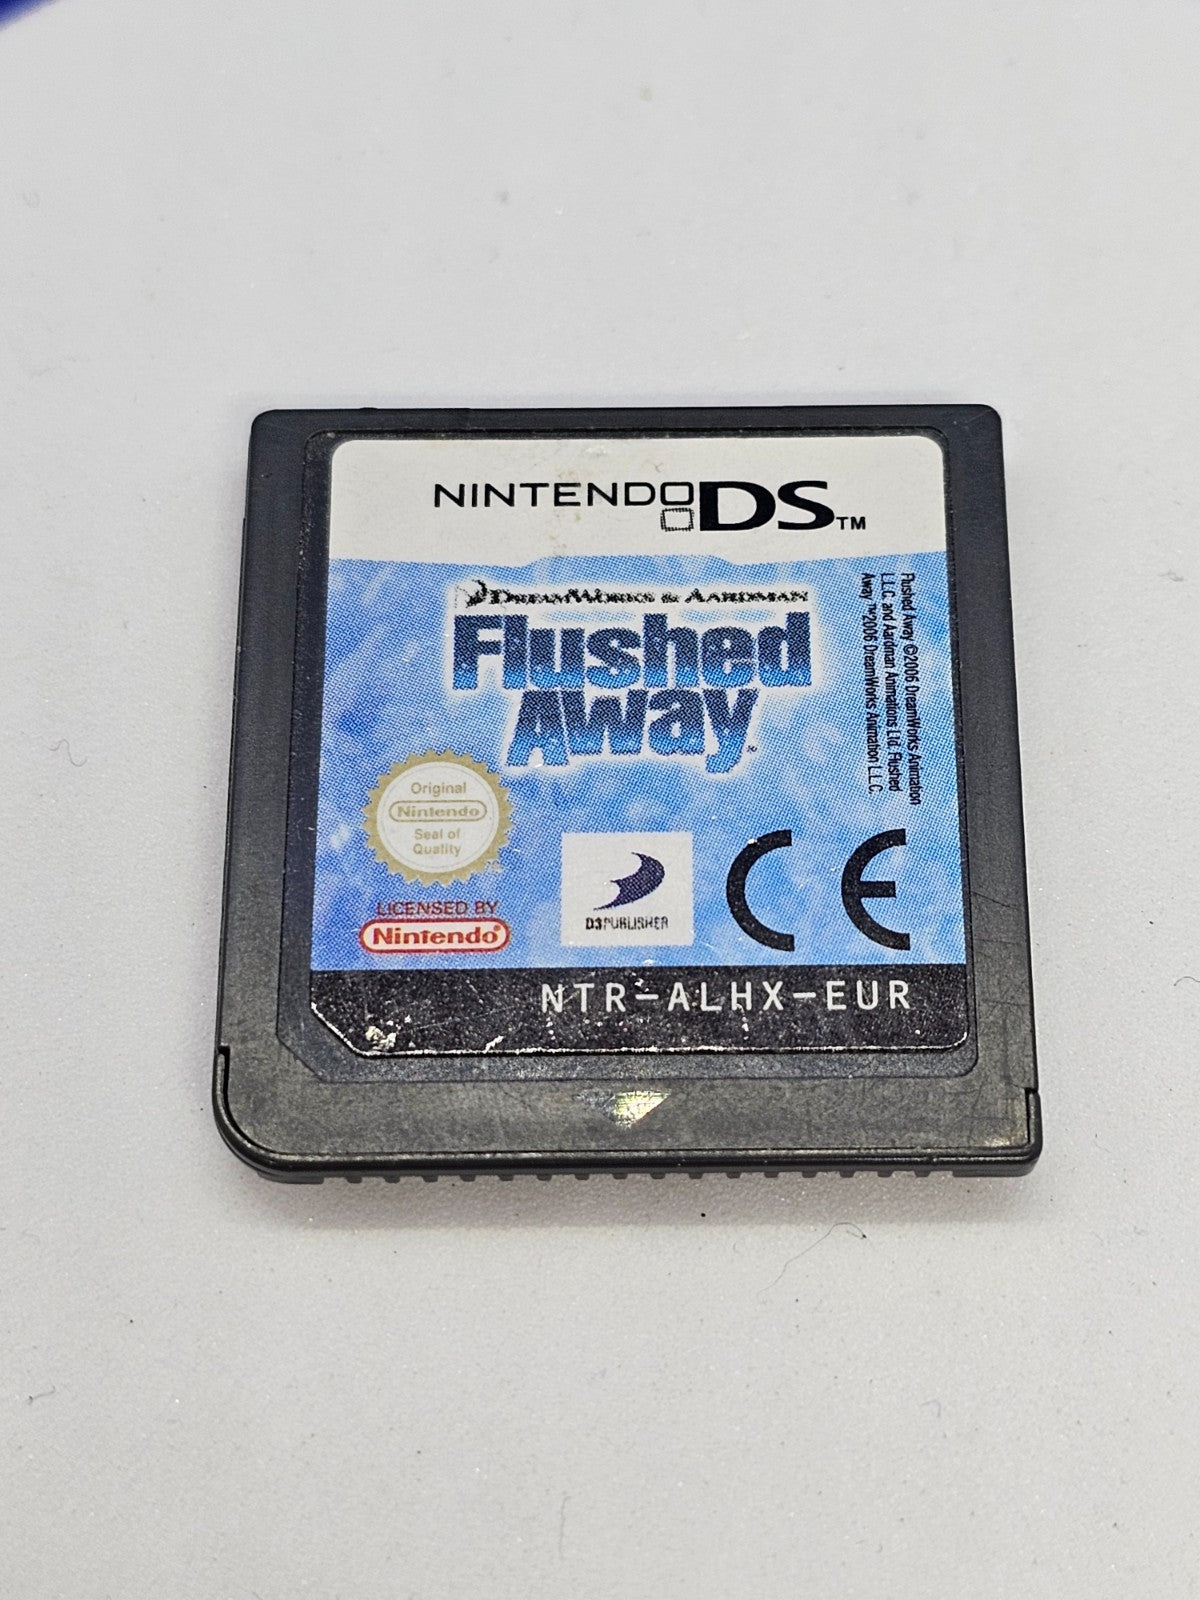 NINTENDO DS™
DREAMWORKS & AARDMAN
Flushed
Away
Flushed Away ©2006 DreamWorks Animation
L.L.C. and Aardman Animations Ltd. Flushed
Away ™2006 DreamWorks Animation L.L.C.
Original
Nintendo
Seal of
Quality
LICENSED BY
Nintendo®
D3PUBLISHER
CE
NTR-ALHX-EUR